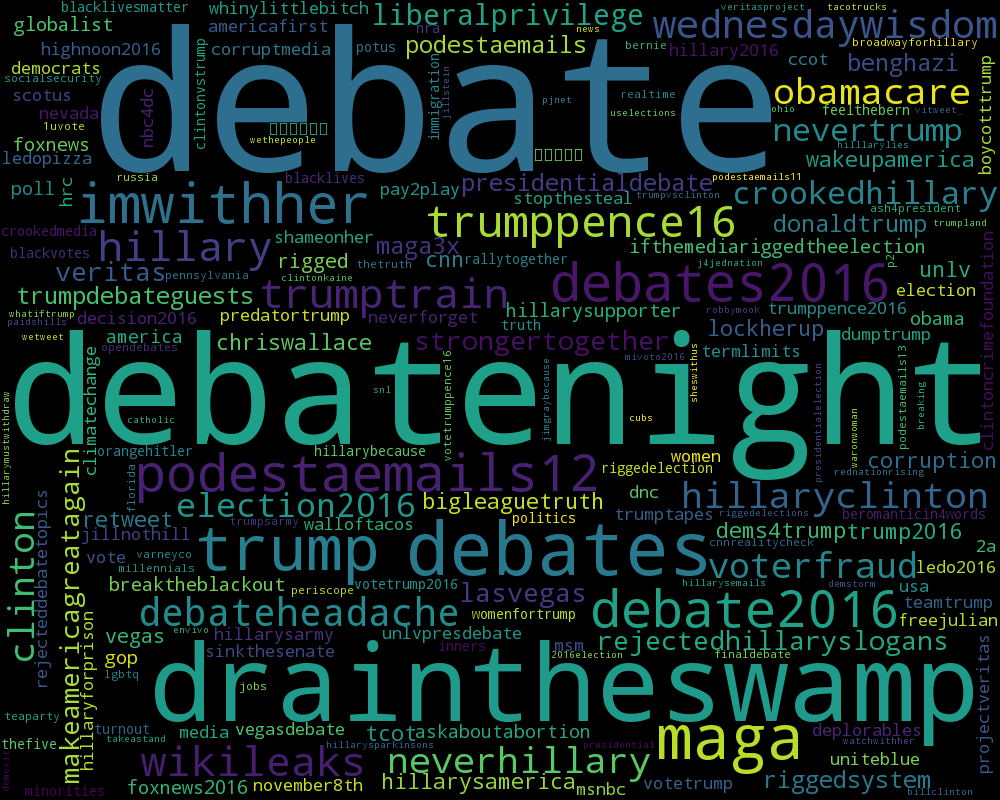 blacklivesmatter
whinylittlebitch
veritasproject
tacotrucks
globalist
americafirst
liberalprivilege
wednesdaywisdom
highnoon2016
corruptmedia
potus
nra
news
podestaemails
bernie
hillary2016
broadwayforhillary
democrats
debate
ccot
benghazi
socialsecurity
clintonvstrump
immigration
jillstein
realtime
scotus
nbc4dc
pjnet
obamacare
boycotttrump
nevada
uselections
ohio
feelthebern
vitweet_
1uvote
foxnews
wethepeople
nevertrump
hilllarylies
ledopizza
wakeupamerica
russia
blacklives
presidentialdebate
podestaemails11
poll
hrc
imwithher
pay2play
stopthesteal
trumpvsclinton
crookedhillary
ash4president
crookedmedia
trumppence16
donaldtrump
trumpland
hillary
shameonher
maga3x
ifthemediariggedtheelection
blackvotes
rigged
cnn
rallytogether
j4jednation
p2
clintoncrimefoundation
veritas
pennsylvania
thetruth
clintonkaine
debates2016
unlv
trumpdebateguests
trumptrain
election
whatiftrump
paidshills
decision2016
predatortrump
neverforget
hillarysupporter
robbymook
trumppence2016
obama
wetweet
america
chriswallace
truth
strongertogether
lockherup
dumptrump
opendebates
climatechange
mivoto2016
sheswithus
termlimits
debatenight
votetrumppence16
jimgraybecause
podestaemails13
breaking
snl
catholic
cubs
hillarymustwithdraw
presidentialelection
waronwoman
orangehitler
hillarybecause
women
corruption
makeamericagreatagain
florida
podestaemails12
riggedelection
rednationrising
rejecteddebatetopics
election2016
bigleaguetruth
dnc
hillaryclinton
clinton
retweet
trumpsarmy
walloftacos
politics
trumptapes
riggedelections
beromanticin4words
jillnothill
trump debates
dems4trump
trump2016
vote
varneyco
cnnrealitycheck
2a
millennials
voterfraud
ledo2016
breaktheblackout
periscope
votetrump2016
lasvegas
hillarysemails
demstorm
usa
hillaryforprison
debateheadache
womenfortrump
debate2016
teamtrump
freejulian
vegas
envivo
hillarysarmy
unlvpresdebate
rejectedhillaryslogans
gop
sinkthesenate
inners
msm
2016election
finaldebate
lgbtq
jobs
draintheswamp
projectveritas
teaparty
turnout
media
vegasdebate
tcot
askaboutabortion
maga
deplorables
thefive
takeastand
hillarysparkinsons
presidential
watchwithher
wikileaks
neverhillary
uniteblue
demexit
minorities
foxnews2016
november8th
hillarysamerica
msnbc
votetrump
riggedsystem
billclinton